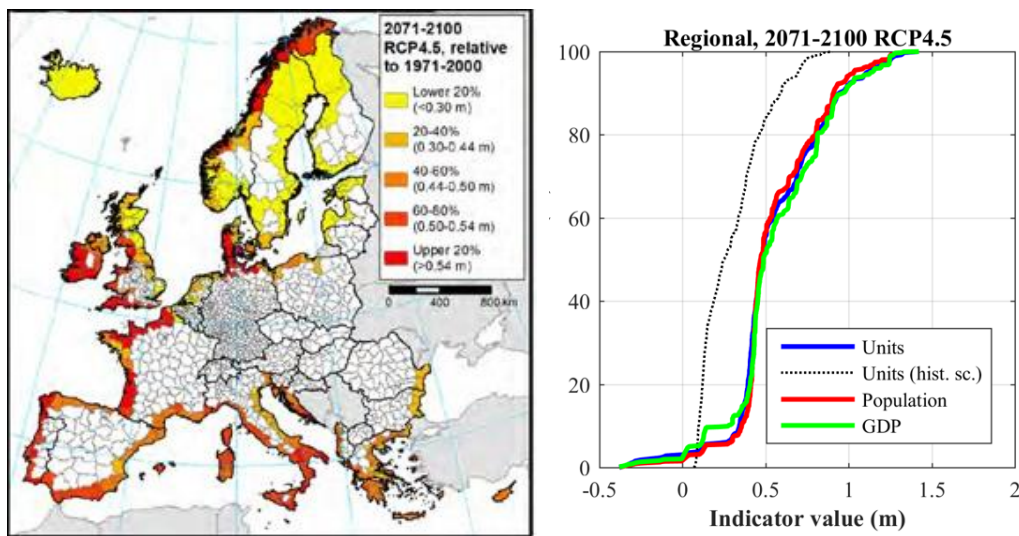 2071-2100
RCP4.5, relative
to 1971-2000
Lower 20%
(<0.30 m)
20-40%
(0.30-0.44 m)
40-60%
(0.44-0.50 m)
60-80%
(0.50-0.54 m)
Upper 20%
(>0.54 m)
0 400 800 km
Regional, 2071-2100 RCP4.5
100
80
60
40
20
0
-0.5 0 0.5 1 1.5 2
Indicator value (m)
Units
Units (hist. sc.)
Population
GDP